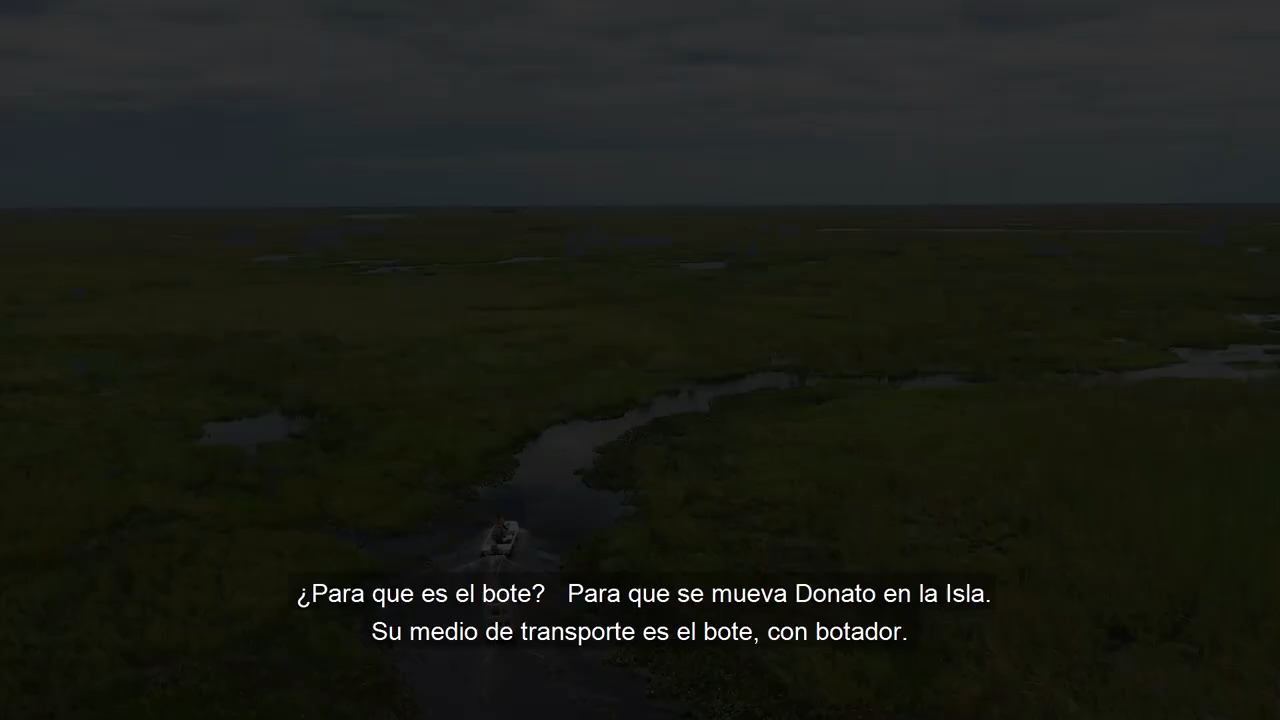 ¿Para que es el bote?   Para que se mueva Donato en la Isla.
Su medio de transporte es el bote, con botador.